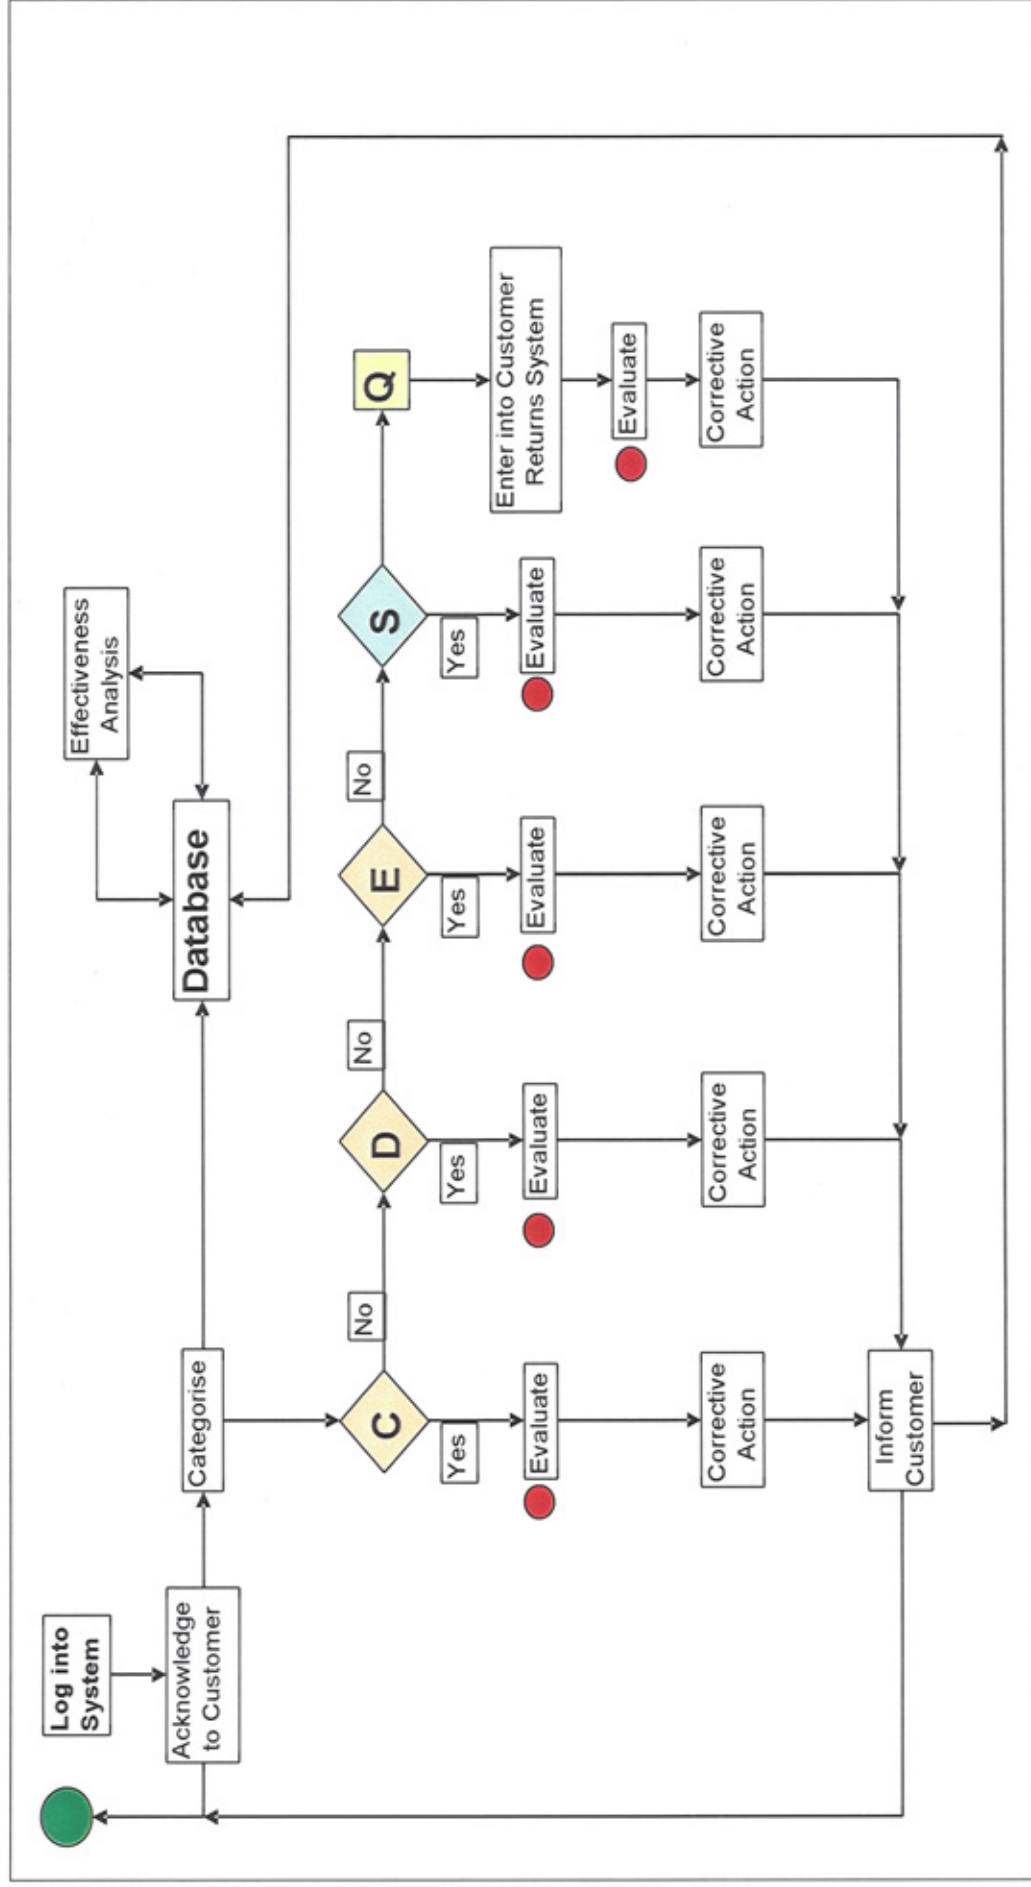 Log into
System
Acknowledge
to Customer
Categorise
Database
Effectiveness
Analysis
C
No
D
No
E
No
S
Q
Yes
Yes
Yes
Yes
Enter into Customer
Returns System
Evaluate
Evaluate
Evaluate
Evaluate
Evaluate
Corrective
Action
Corrective
Action
Corrective
Action
Corrective
Action
Corrective
Action
Inform
Customer